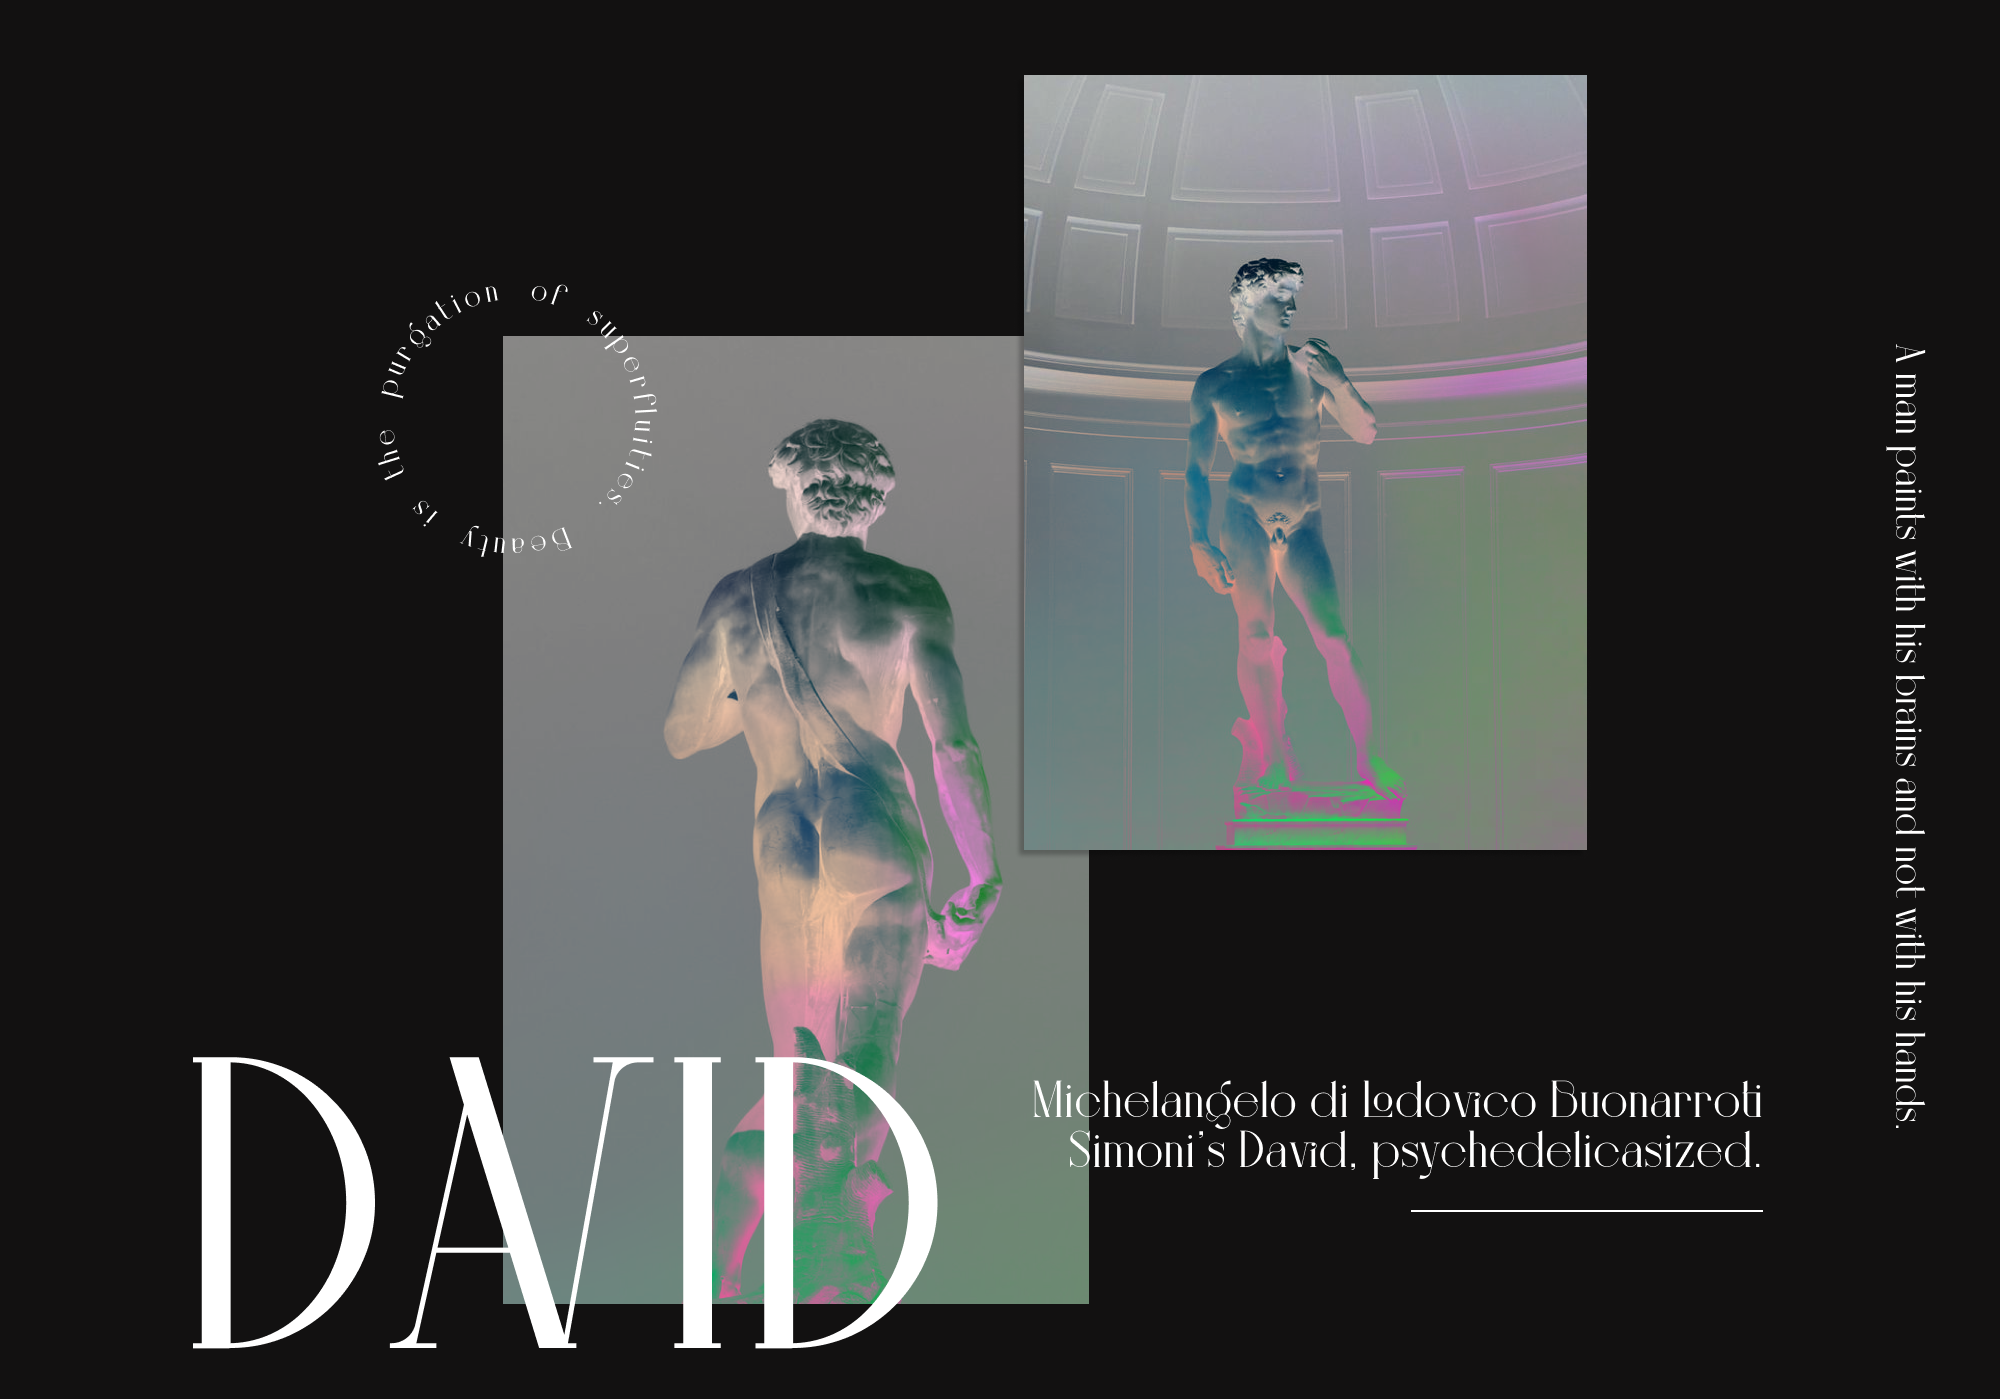 Beauty is the purgation of superfluities.
A man paints with his brains and not with his hands.
DAVID
Michelangelo di Lodovico Buonarroti
Simoni's David, psychedelicasized.